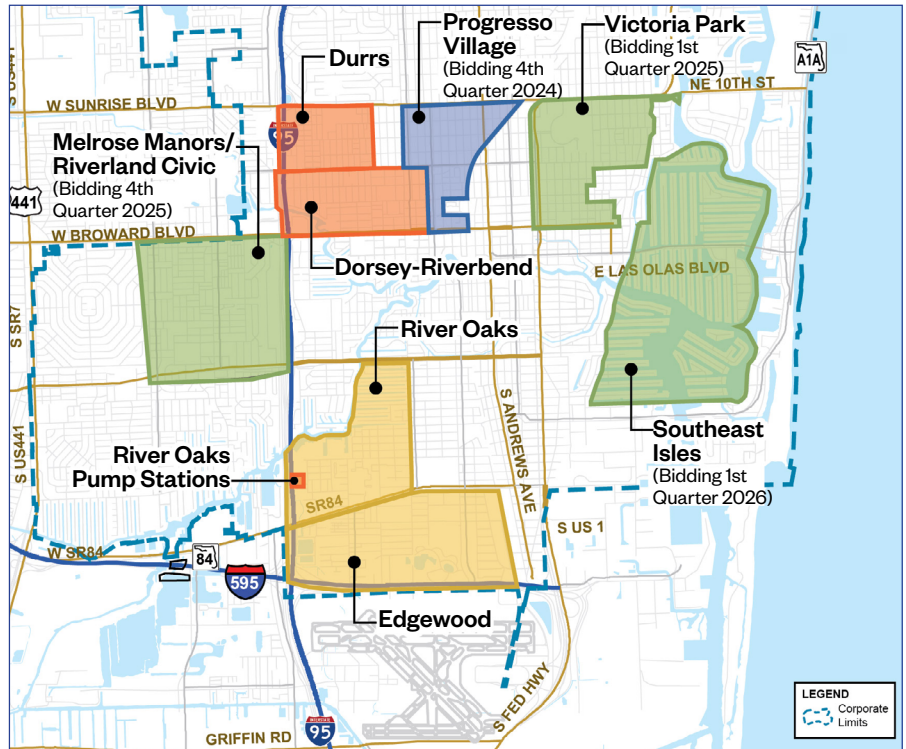 Progresso
Village
(Bidding 4th
Quarter 2024)
Victoria Park
(Bidding 1st
Quarter 2025)
A1A
Durrs
S US441
W SUNRISE BLVD
NE 10TH ST
95
Melrose Manors/
Riverland Civic
(Bidding 4th
Quarter 2025)
441
W BROWARD BLVD
Dorsey-Riverbend
E LAS OLAS BLVD
S SR7
River Oaks
S ANDREWS AVE
Southeast
Isles
(Bidding 1st
Quarter 2026)
S US441
River Oaks
Pump Stations
SR84
S US 1
W SR84
84
595
Edgewood
S FED HWY
95
GRIFFIN RD
LEGEND
Corporate
Limits